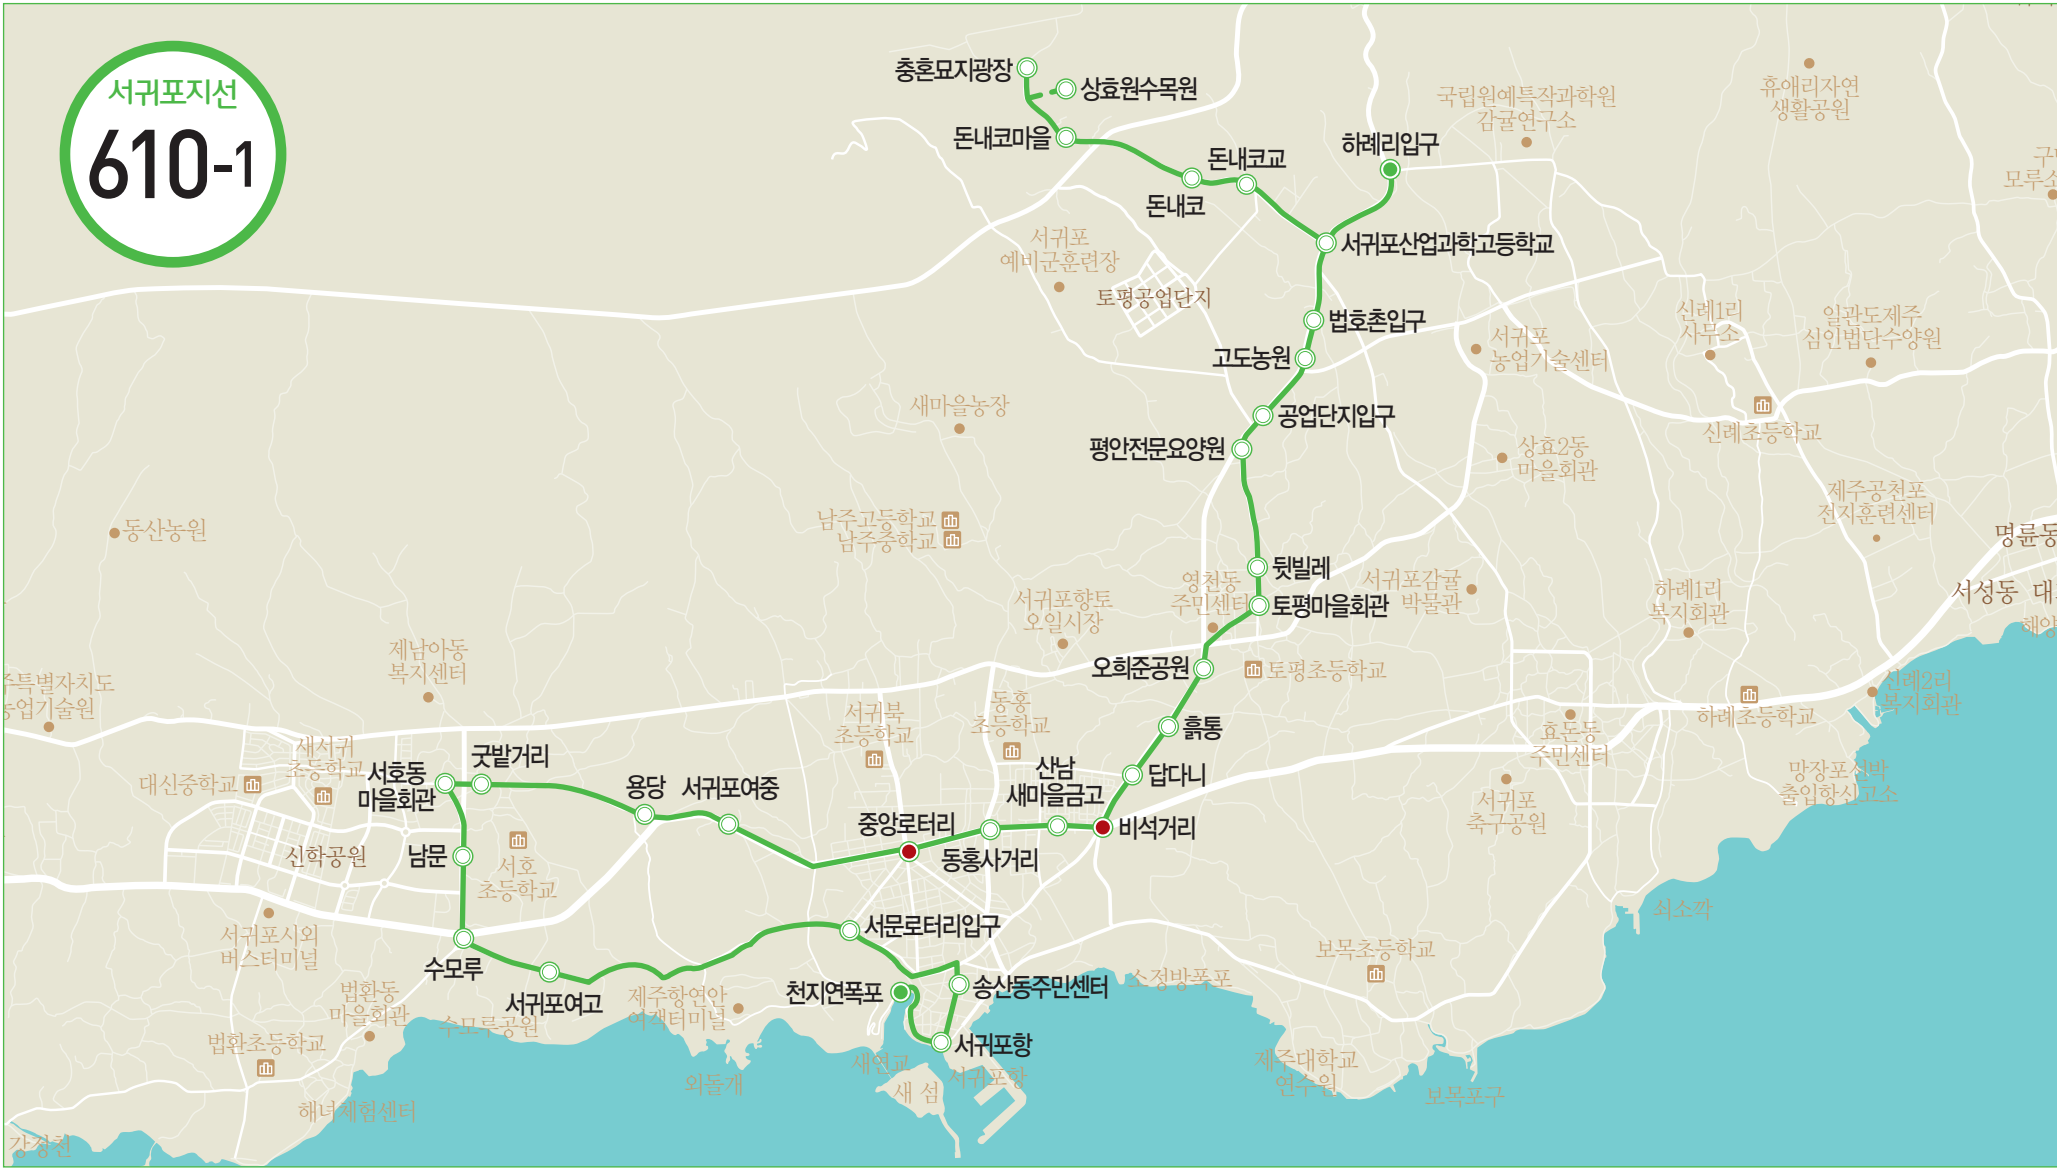 서귀포지선
610-1
충혼묘지광장
상효원수목원
돈내코마을
돈내코
돈내코교
하례리입구
국립원예특작과학원
감귤연구소
휴애리자연
생활공원
서귀포산업과학고등학교
서귀포
예비군훈련장
토평공업단지
법호촌입구
고도농원
서귀포
농업기술센터
신례1리
사무소
일관도제주
심인법단수양원
새마을농장
공업단지입구
평안전문요양원
신례초등학교
상효2동
마을회관
제주공천포
전지훈련센터
동산농원
남주고등학교
남주중학교
명륜동
서성동
뒷빌레
토평마을회관
영천동
주민센터
서귀포감귤
박물관
하례1리
복지회관
서귀포향토
오일시장
제남아동
복지센터
오희준공원
토평초등학교
신례2리
복지회관
하례초등학교
효돈동
주민센터
망장포선박
출입항신고소
서귀포
축구공원
서귀북
초등학교
동홍
초등학교
흙통
답다니
산남
새마을금고
비석거리
중앙로터리
동홍사거리
대신중학교
새서귀
초등학교
서호동
마을회관
굿밭거리
용당
서귀포여중
신학공원
남문
서호
초등학교
서문로터리입구
쇠소깍
서귀포시외
버스터미널
수모루
서귀포여고
제주항연안
여객터미널
천지연폭포
송산동주민센터
소정방폭포
보목초등학교
법환동
마을회관
수모루공원
법환초등학교
서귀포항
새연교
서귀포항
새 섬
외돌개
제주대학교
연수원
보목포구
해녀체험센터
강정천